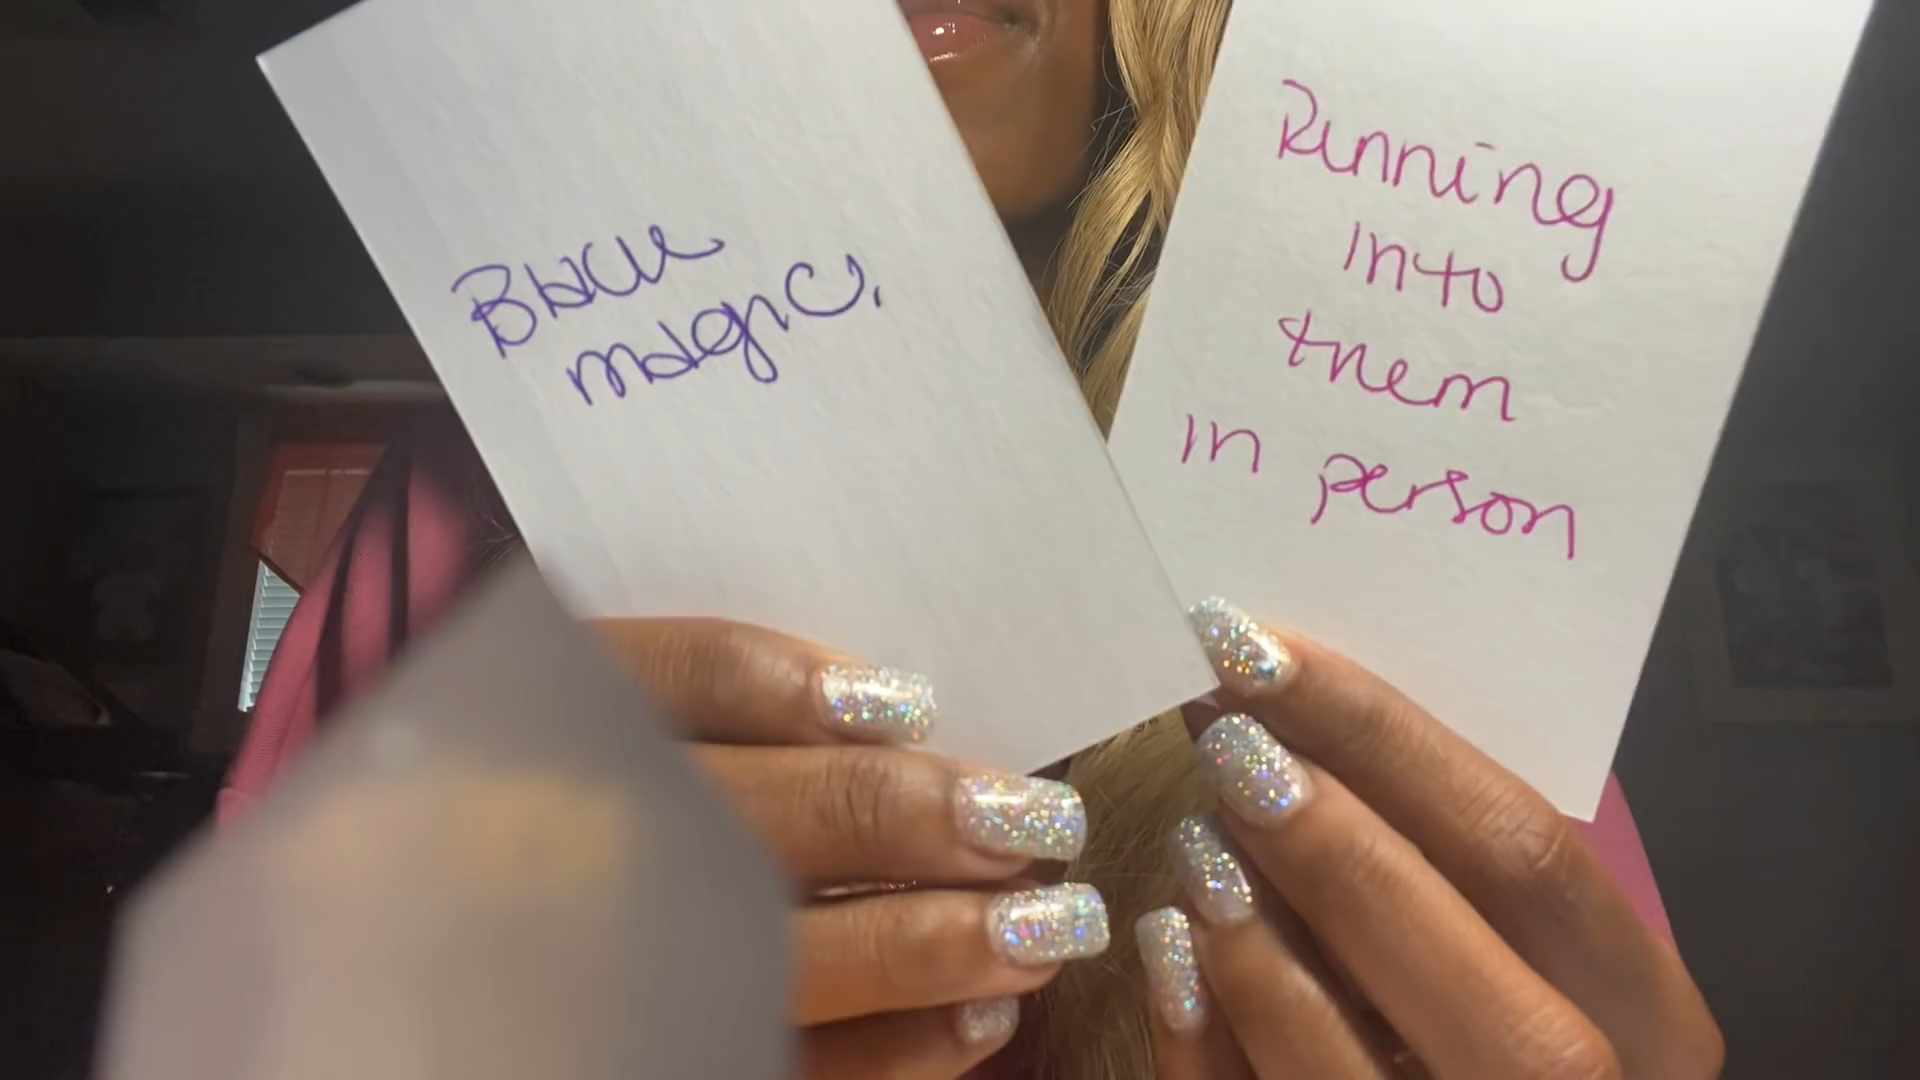 Black
magic.
Running
into
them
in person